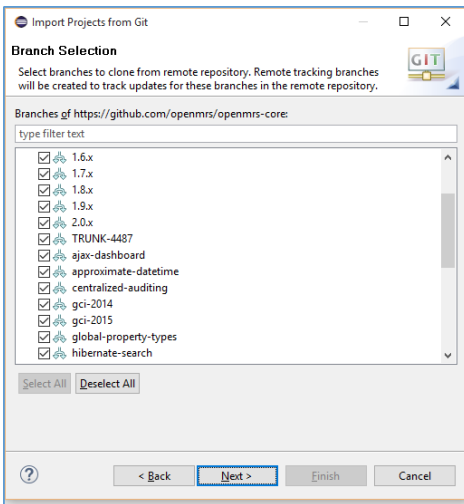 Import Projects from Git
Branch Selection
GIT
Select branches to clone from remote repository. Remote tracking branches
will be created to track updates for these branches in the remote repository.
Branches of https://github.com/openmrs/openmrs-core:
type filter text
1.6.x
1.7.x
1.8.x
1.9.x
2.0.x
TRUNK-4487
ajax-dashboard
approximate-datetime
centralized-auditing
gci-2014
gci-2015
global-property-types
hibernate-search
Select All Deselect All
? < Back Next > Finish Cancel